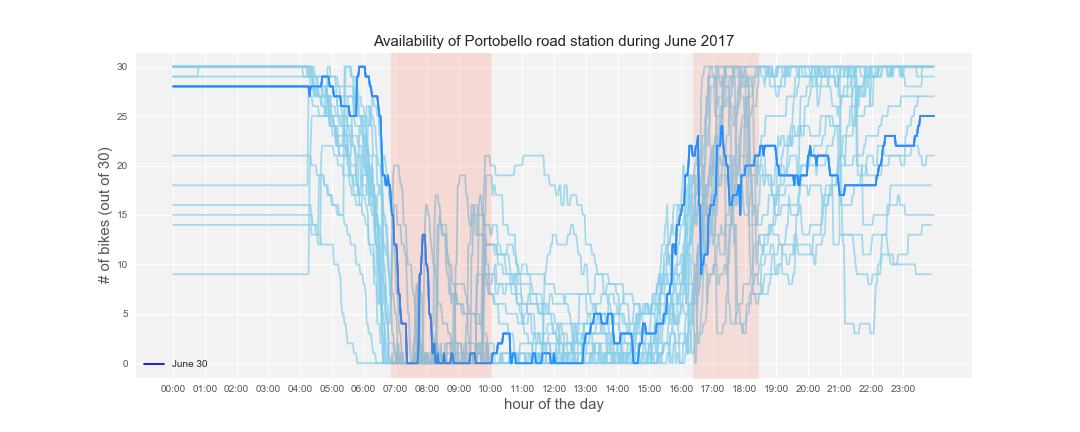 Availability of Portobello road station during June 2017
# of bikes (out of 30)
30
25
20
15
10
5
0
June 30
00:00 01:00 02:00 03:00 04:00 05:00 06:00 07:00 08:00 09:00 10:00 11:00 12:00 13:00 14:00 15:00 16:00 17:00 18:00 19:00 20:00 21:00 22:00 23:00
hour of the day